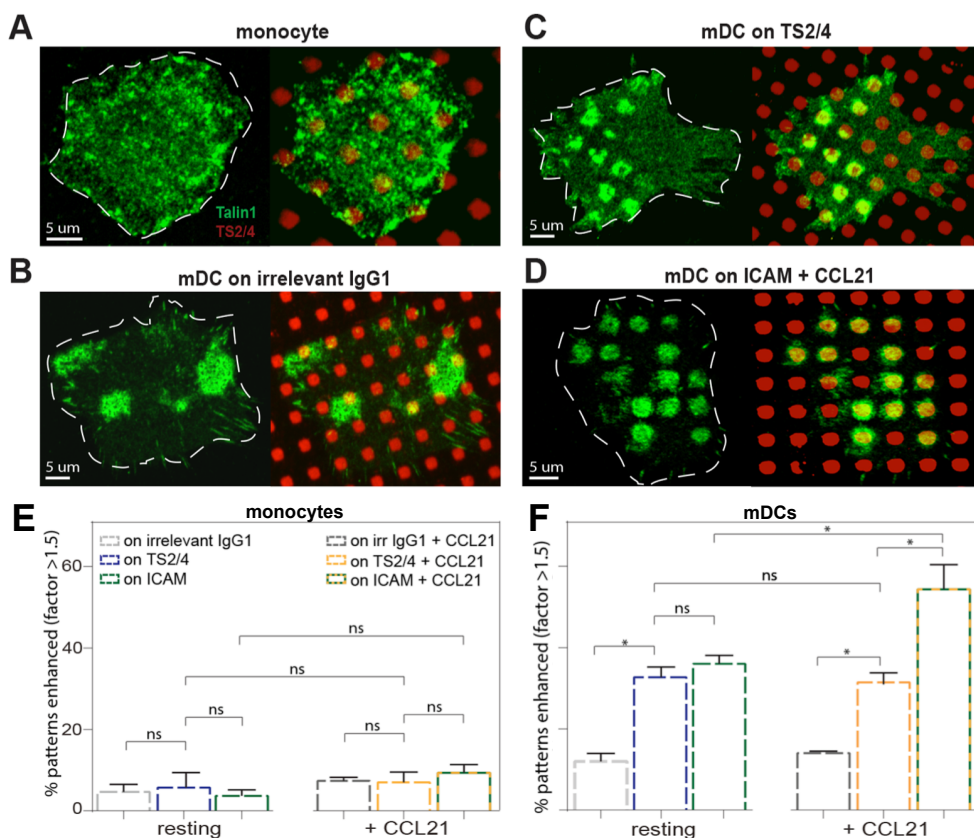 A
monocyte
Talin1
TS2/4
5 um
C
mDC on TS2/4
5 um
B
mDC on irrelevant IgG1
5 um
D
mDC on ICAM + CCL21
5 um
E
monocytes
% patterns enhanced (factor >1.5)
60
40
20
0
on irrelevant IgG1
on TS2/4
on ICAM
on irr IgG1 + CCL21
on TS2/4 + CCL21
on ICAM + CCL21
ns
ns
ns
ns
ns
ns
resting
+ CCL21
F
mDCs
% patterns enhanced (factor >1.5)
*
*
ns
ns
*
*
resting
+ CCL21